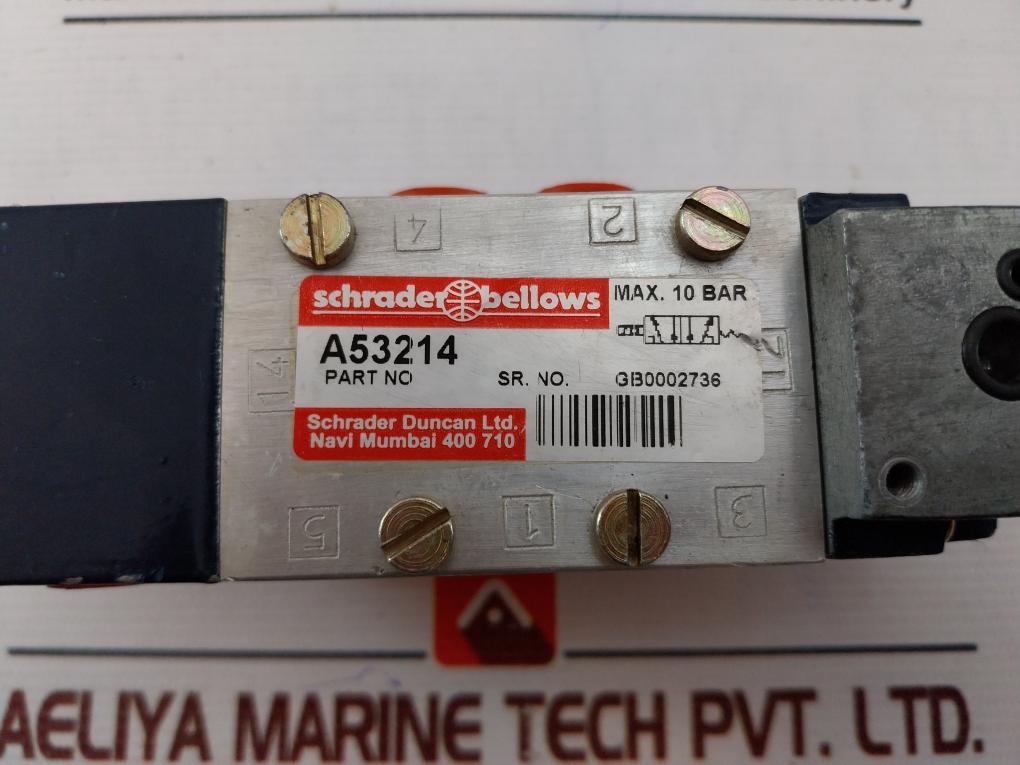 4 2
schrader bellows MAX. 10 BAR
A53214
PART NO SR. NO. GB0002736
14
Schrader Duncan Ltd.
Navi Mumbai 400 710
5 1 3
AELIYA MARINE TECH PVT. LTD.